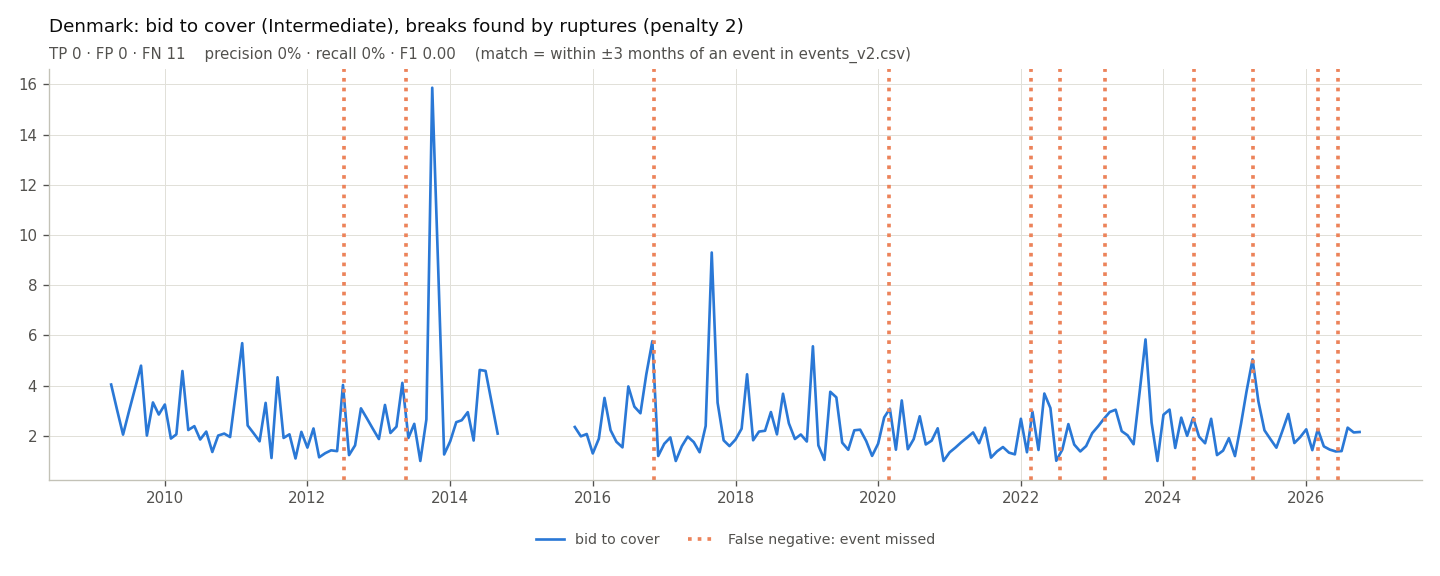 Denmark: bid to cover (Intermediate), breaks found by ruptures (penalty 2)
TP 0 · FP 0 · FN 11    precision 0% · recall 0% · F1 0.00    (match = within ±3 months of an event in events_v2.csv)
16
14
12
10
8
6
4
2
2010 2012 2014 2016 2018 2020 2022 2024 2026
bid to cover    False negative: event missed